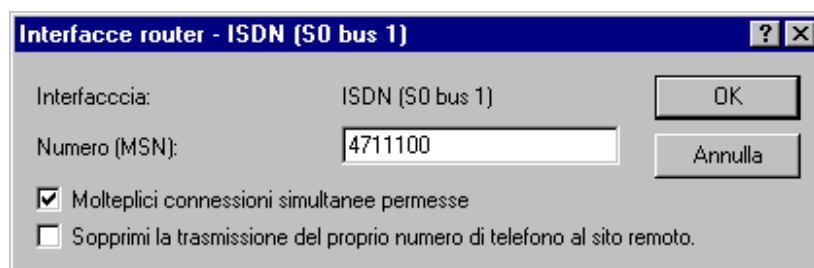 Interfacce router - ISDN (S0 bus 1)
Interfacccia: ISDN (S0 bus 1) OK
Numero (MSN): 4711100 Annulla
Molteplici connessioni simultanee permesse
Sopprimi la trasmissione del proprio numero di telefono al sito remoto.